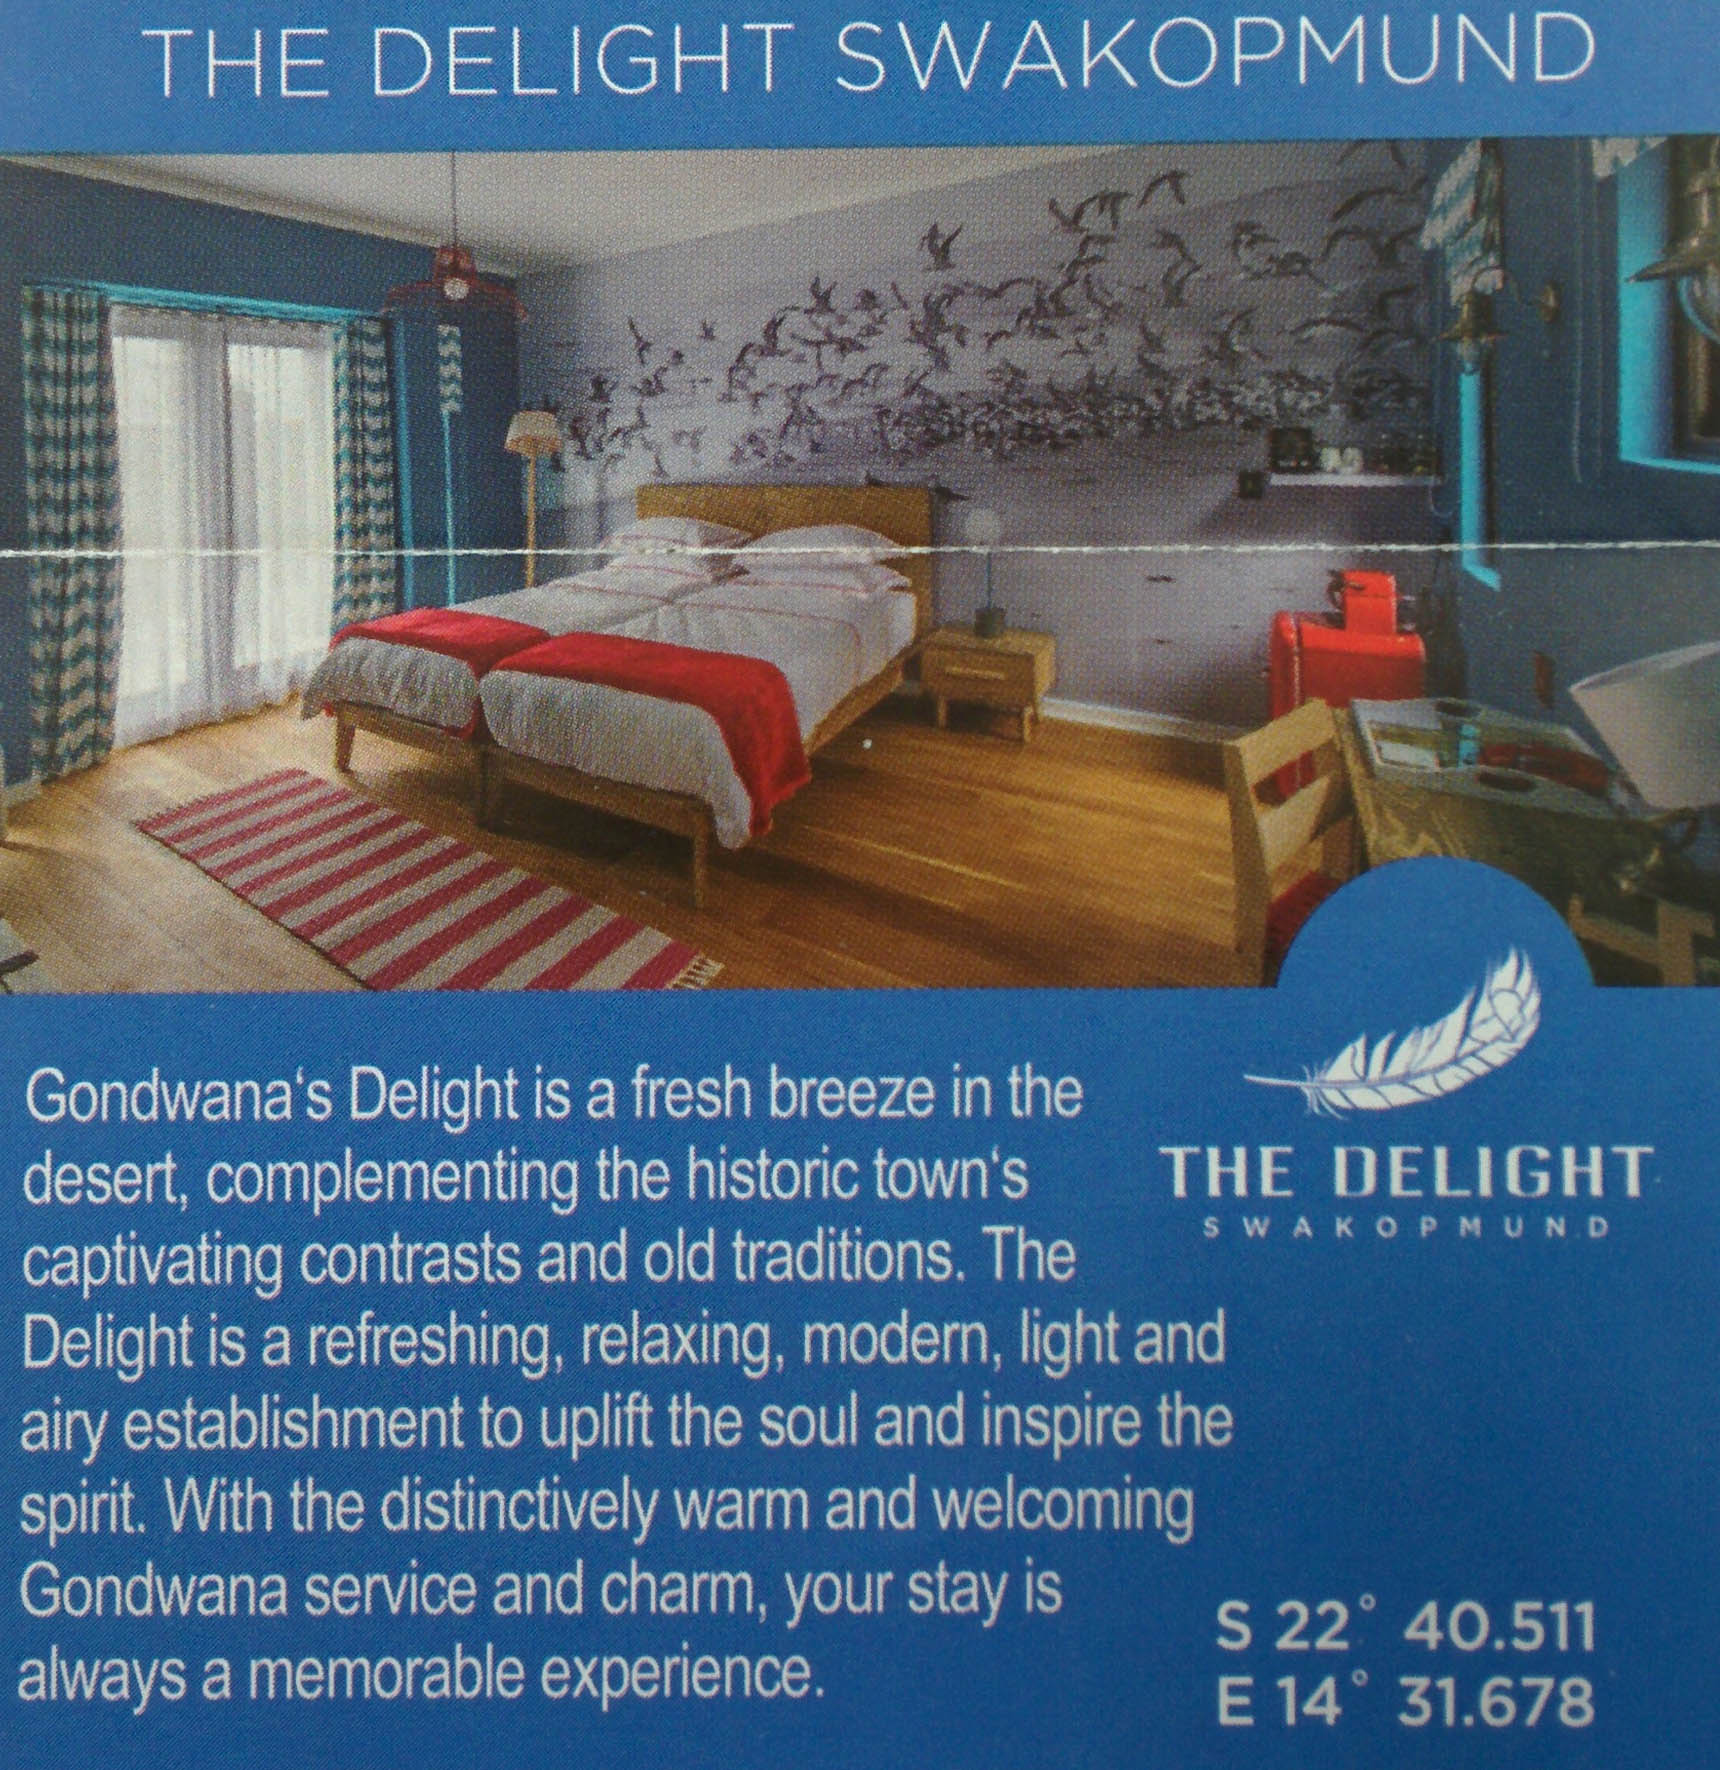 THE DELIGHT SWAKOPMUND
Gondwana‘s Delight is a fresh breeze in the
desert, complementing the historic town‘s
captivating contrasts and old traditions. The
Delight is a refreshing, relaxing, modern, light and
airy establishment to uplift the soul and inspire the
spirit. With the distinctively warm and welcoming
Gondwana service and charm, your stay is
always a memorable experience.
THE DELIGHT
SWAKOPMUND
S 22° 40.511
E 14° 31.678